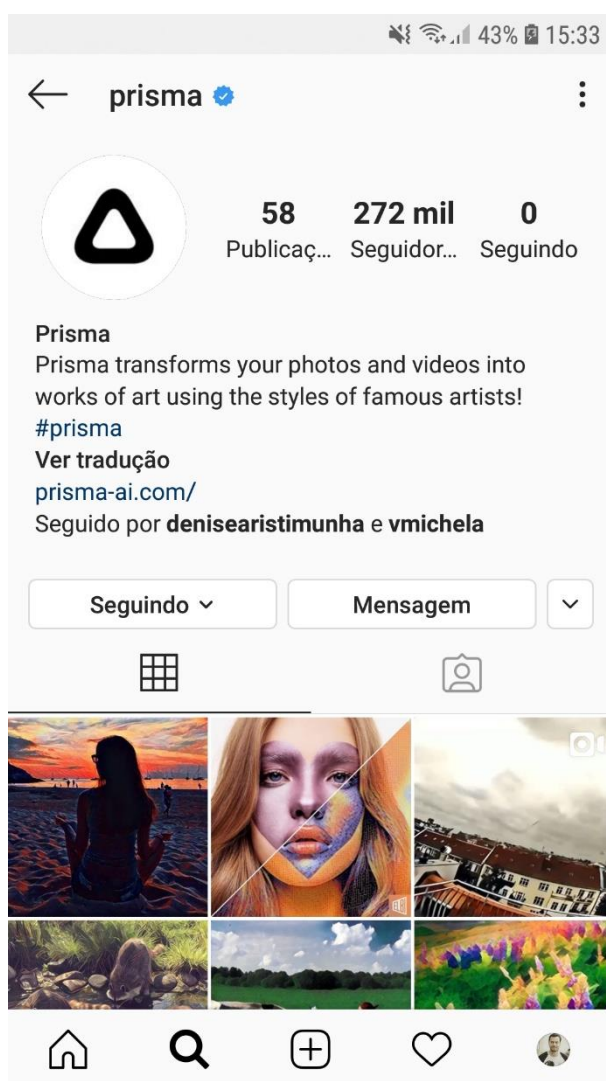 43% 15:33
prisma
58 272 mil 0
Publicaç... Seguidor... Seguindo
Prisma
Prisma transforms your photos and videos into
works of art using the styles of famous artists!
#prisma
Ver tradução
prisma-ai.com/
Seguido por denisearistimunha e vmichela
Seguindo Mensagem